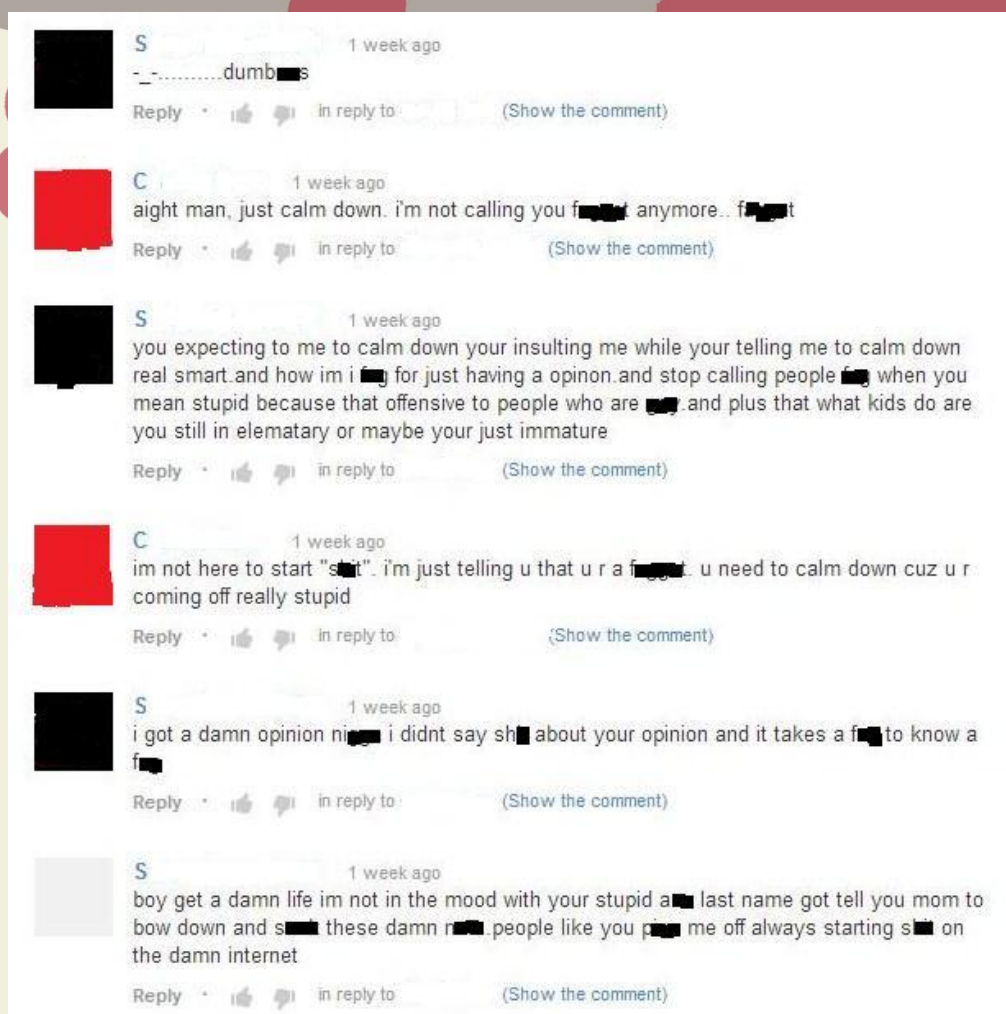 S 1 week ago
-_-..........
Reply · in reply to (Show the comment)
C 1 week ago
aight man, just calm down. i'm not calling you anymore..
Reply · in reply to (Show the comment)
S 1 week ago
you expecting to me to calm down your insulting me while your telling me to calm down
real smart.and how im i for just having a opinon.and stop calling people when you
mean stupid because that offensive to people who are .and plus that what kids do are
you still in elematary or maybe your just immature
Reply · in reply to (Show the comment)
C 1 week ago
im not here to start i'm just telling u that u r a u need to calm down cuz u r
coming off really stupid
Reply · in reply to (Show the comment)
S 1 week ago
i got a damn opinion i didnt say about your opinion and it takes a to know a
Reply · in reply to (Show the comment)
S 1 week ago
boy get a damn life im not in the mood with your stupid last name got tell you mom to
bow down and these damn .people like you me off always starting on
the damn internet
Reply · in reply to (Show the comment)